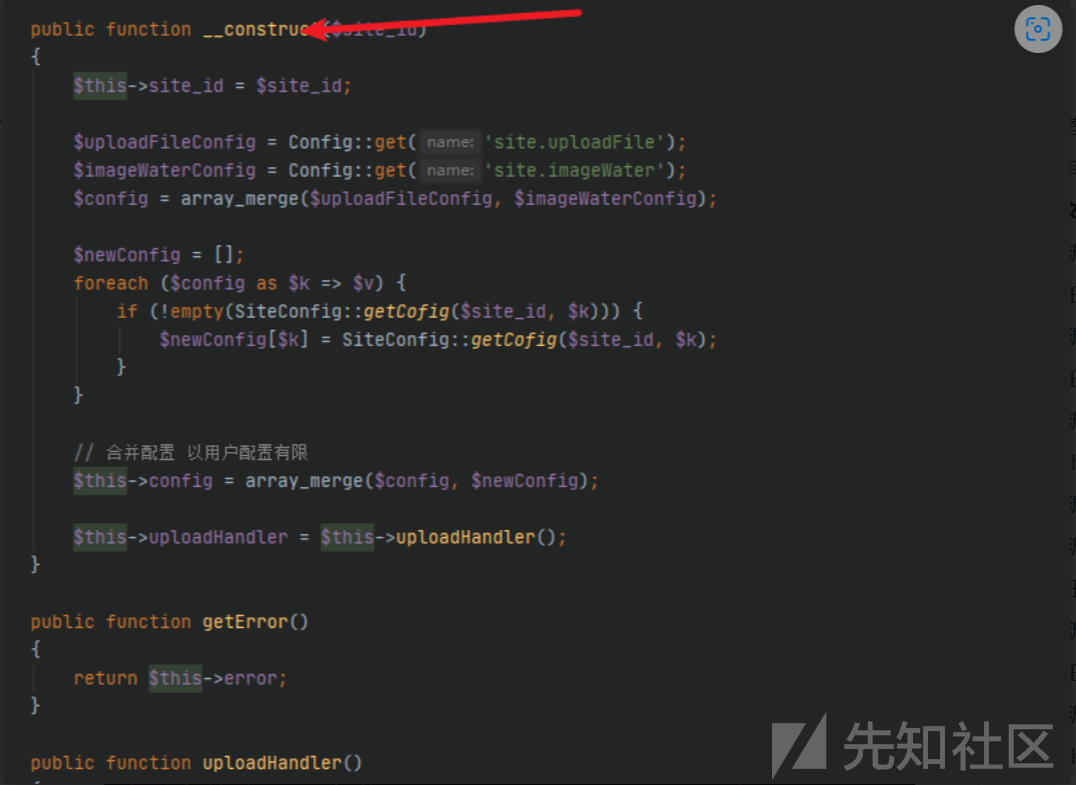 public function __construct($site_id)
{
$this->site_id = $site_id;
$uploadFileConfig = Config::get( name: 'site.uploadFile');
$imageWaterConfig = Config::get( name: 'site.imageWater');
$config = array_merge($uploadFileConfig, $imageWaterConfig);
$newConfig = [];
foreach ($config as $k => $v) {
if (!empty(SiteConfig::getCofig($site_id, $k))) {
$newConfig[$k] = SiteConfig::getCofig($site_id, $k);
}
}
// 合并配置 以用户配置有限
$this->config = array_merge($config, $newConfig);
$this->uploadHandler = $this->uploadHandler();
}
public function getError()
{
return $this->error;
}
public function uploadHandler()
先知社区